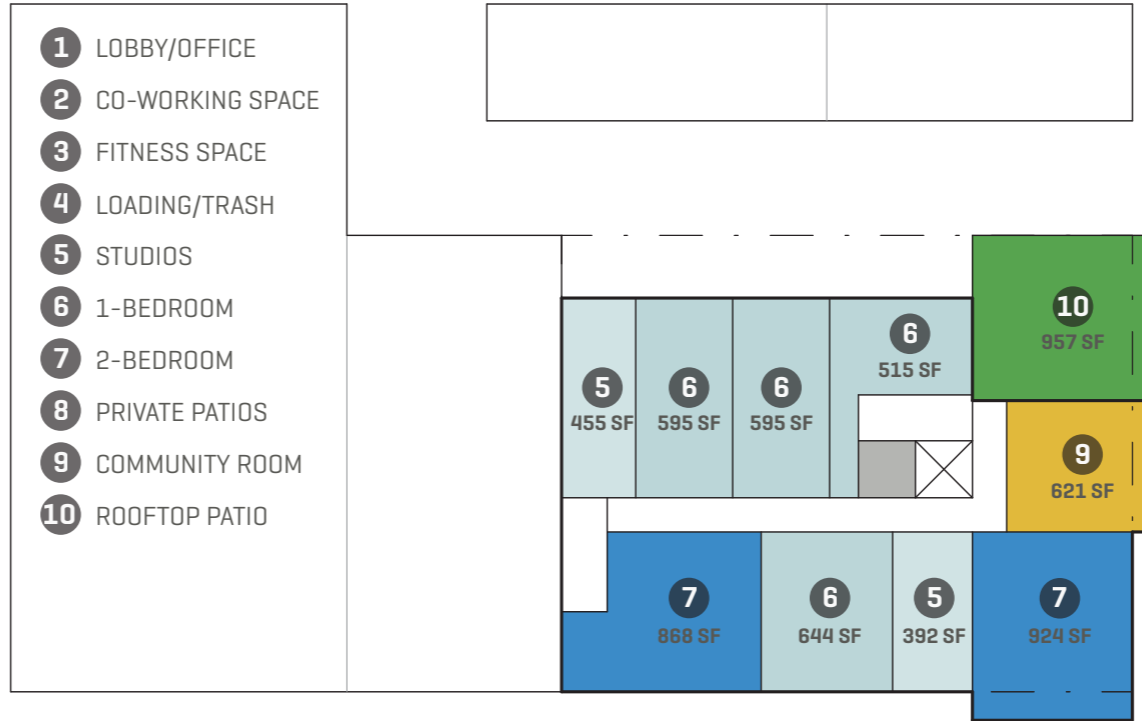 1 LOBBY/OFFICE
2 CO-WORKING SPACE
3 FITNESS SPACE
4 LOADING/TRASH
5 STUDIOS
6 1-BEDROOM
7 2-BEDROOM
8 PRIVATE PATIOS
9 COMMUNITY ROOM
10 ROOFTOP PATIO
10
957 SF
6
515 SF
5
455 SF
6
595 SF
6
595 SF
9
621 SF
7
868 SF
6
644 SF
5
392 SF
7
924 SF